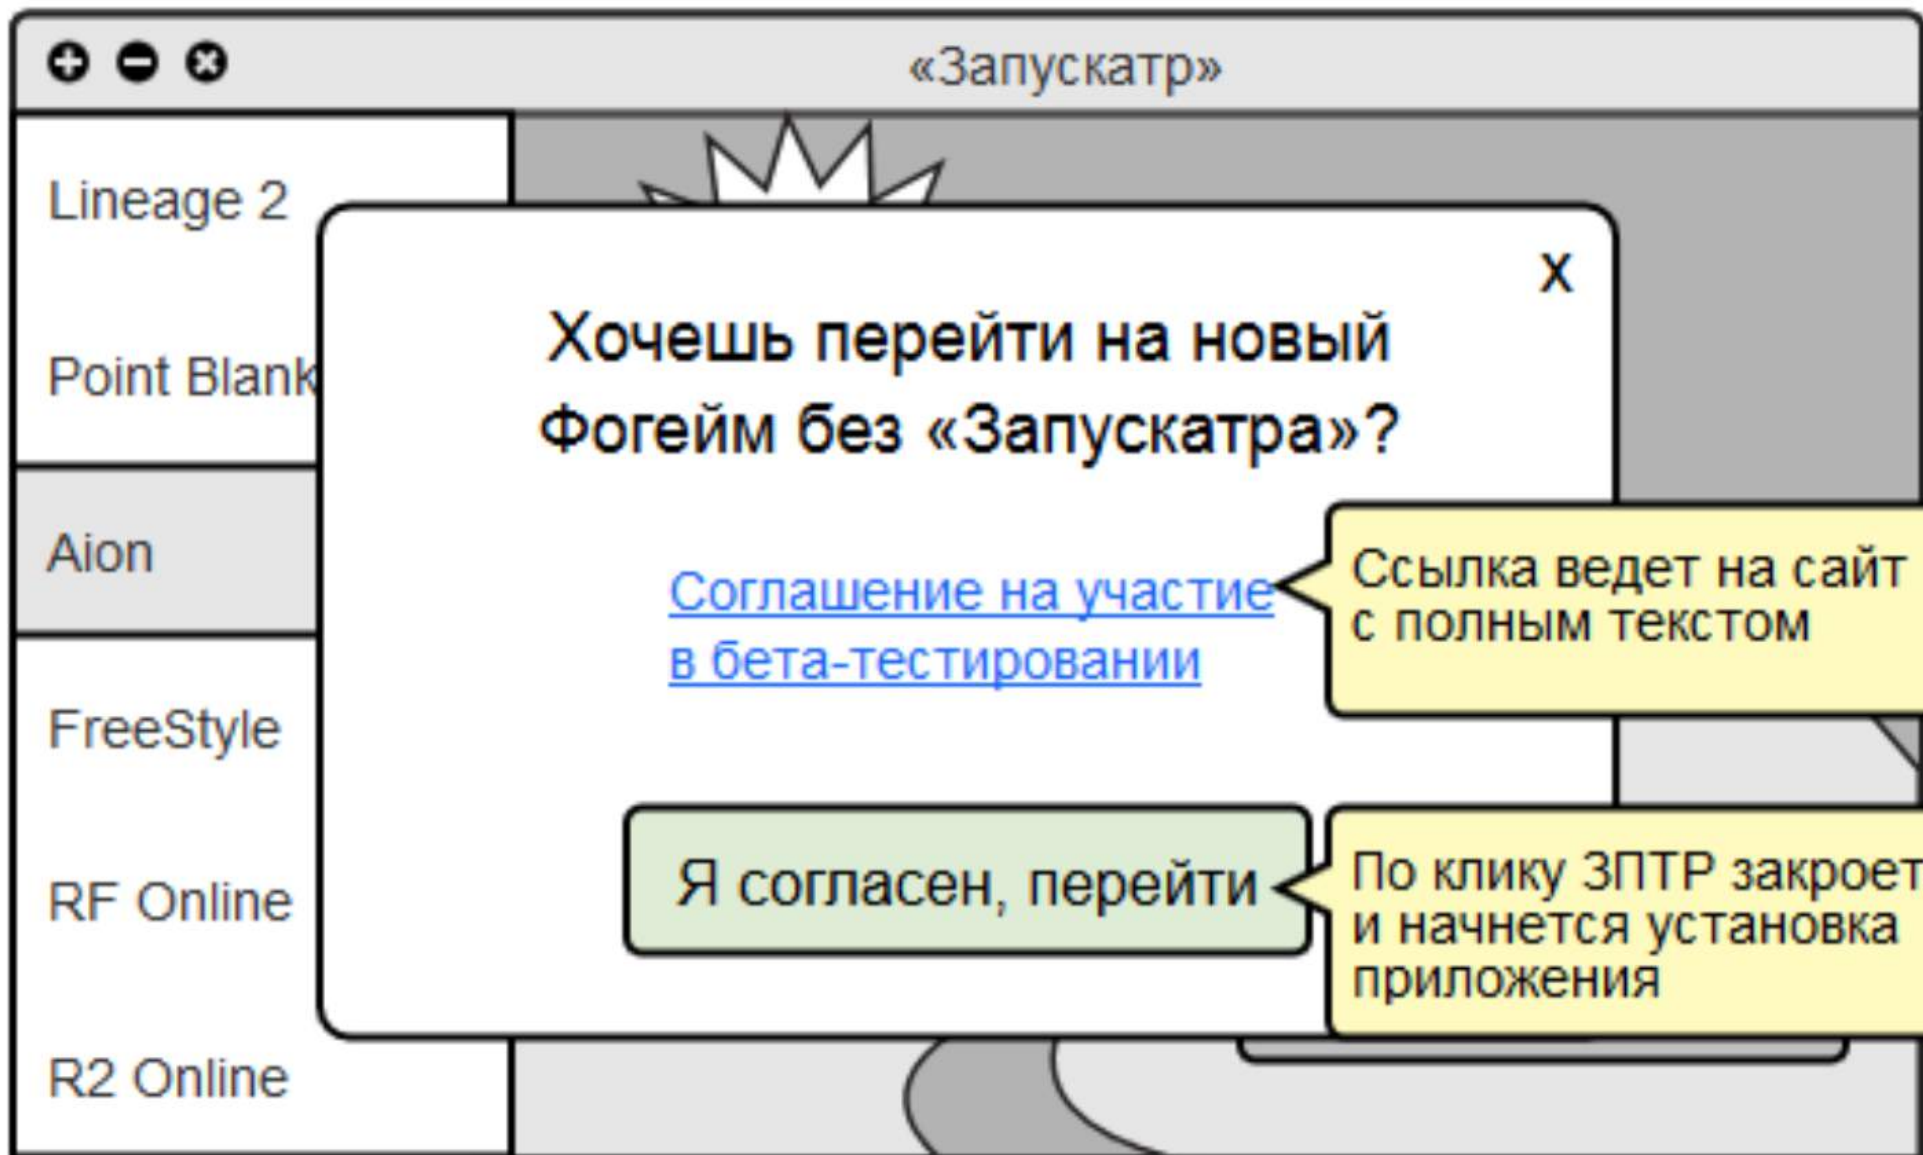 «Запускатр»
Lineage 2
Point Blank
Aion
FreeStyle
RF Online
R2 Online
x
Хочешь перейти на новый
Фогейм без «Запускатра»?
Соглашение на участие
в бета-тестировании
Ссылка ведет на сайт
с полным текстом
Я согласен, перейти
По клику ЗПТР закроет
и начнется установка
приложения